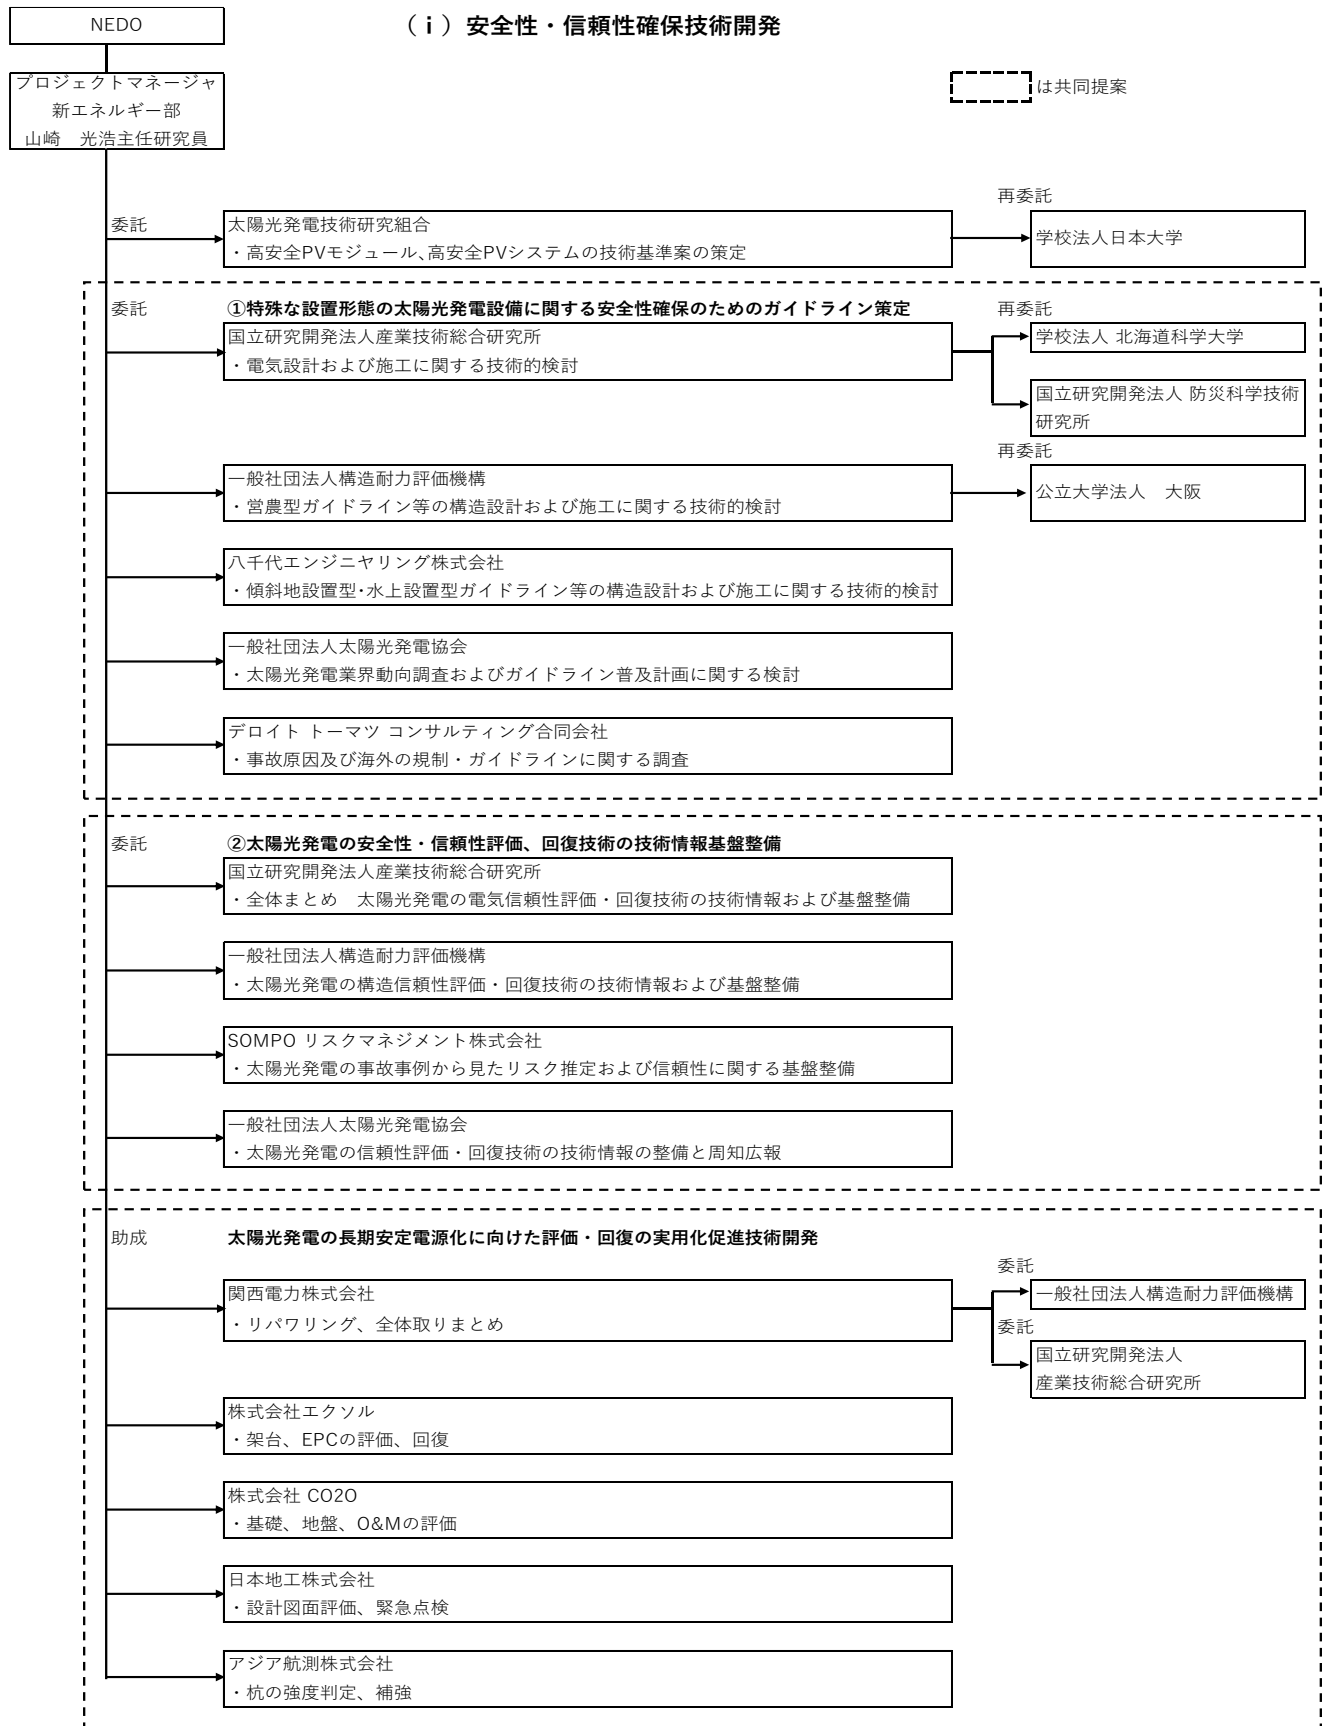 NEDO
（ｉ）安全性・信頼性確保技術開発
プロジェクトマネージャ
新エネルギー部
山崎　光浩主任研究員
は共同提案
再委託
委託
太陽光発電技術研究組合
・高安全PVモジュール、高安全PVシステムの技術基準案の策定
学校法人日本大学
委託
①特殊な設置形態の太陽光発電設備に関する安全性確保のためのガイドライン策定
再委託
国立研究開発法人産業技術総合研究所
・電気設計および施工に関する技術的検討
学校法人 北海道科学大学
国立研究開発法人 防災科学技術
研究所
再委託
一般社団法人構造耐力評価機構
・営農型ガイドライン等の構造設計および施工に関する技術的検討
公立大学法人　大阪
八千代エンジニヤリング株式会社
・傾斜地設置型･水上設置型ガイドライン等の構造設計および施工に関する技術的検討
一般社団法人太陽光発電協会
・太陽光発電業界動向調査およびガイドライン普及計画に関する検討
デロイト トーマツ コンサルティング合同会社
・事故原因及び海外の規制・ガイドラインに関する調査
委託
②太陽光発電の安全性・信頼性評価、回復技術の技術情報基盤整備
国立研究開発法人産業技術総合研究所
・全体まとめ　太陽光発電の電気信頼性評価・回復技術の技術情報および基盤整備
一般社団法人構造耐力評価機構
・太陽光発電の構造信頼性評価・回復技術の技術情報および基盤整備
SOMPO リスクマネジメント株式会社
・太陽光発電の事故事例から見たリスク推定および信頼性に関する基盤整備
一般社団法人太陽光発電協会
・太陽光発電の信頼性評価・回復技術の技術情報の整備と周知広報
助成
太陽光発電の長期安定電源化に向けた評価・回復の実用化促進技術開発
委託
関西電力株式会社
・リパワリング、全体取りまとめ
一般社団法人構造耐力評価機構
委託
国立研究開発法人
産業技術総合研究所
株式会社エクソル
・架台、EPCの評価、回復
株式会社 CO2O
・基礎、地盤、O&Mの評価
日本地工株式会社
・設計図面評価、緊急点検
アジア航測株式会社
・杭の強度判定、補強